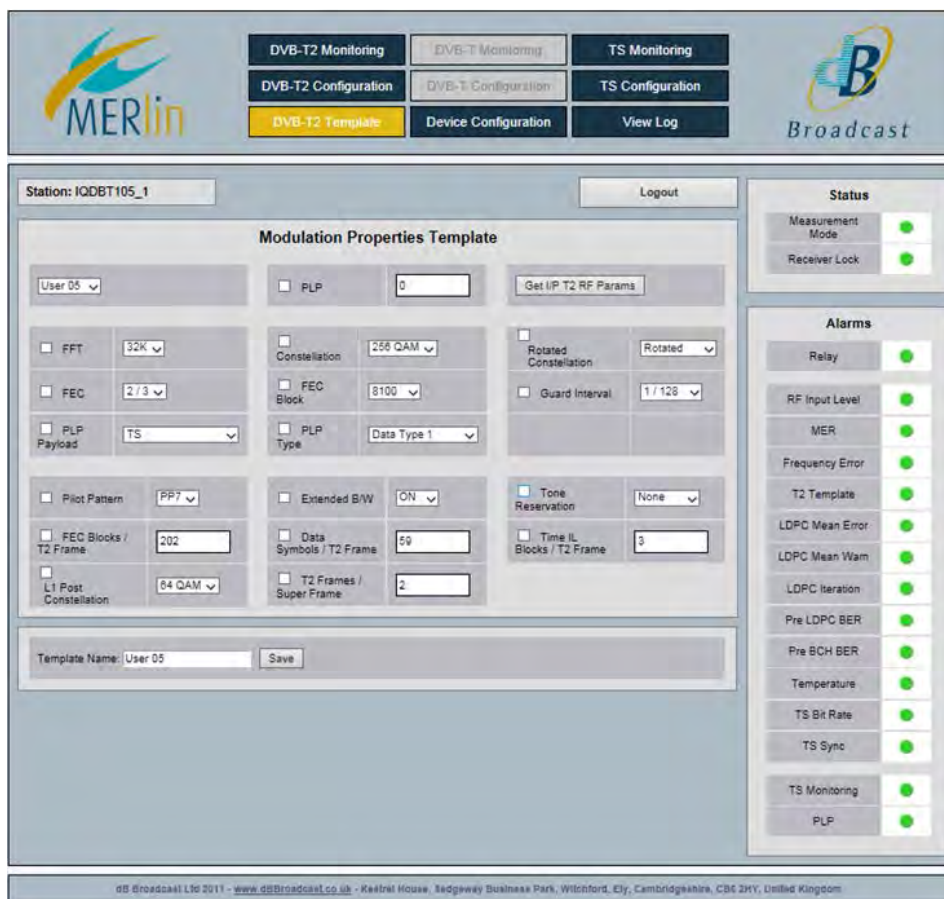 MERlin
DVB-T2 Monitoring
DVB-T Monitoring
TS Monitoring
DVB-T2 Configuration
DVB-T Configuration
TS Configuration
DVB-T2 Template
Device Configuration
View Log
dB
Broadcast
Station: IQDBT105_1
Logout
Modulation Properties Template
User 05
PLP
0
Get I/P T2 RF Params
FFT
32K
Constellation
256 QAM
Rotated
Constellation
Rotated
FEC
2 / 3
FEC
Block
8100
Guard Interval
1 / 128
PLP
Payload
TS
PLP
Type
Data Type 1
Pilot Pattern
PP7
Extended B/W
ON
Tone
Reservation
None
FEC Blocks /
T2 Frame
202
Data
Symbols / T2 Frame
59
Time IL
Blocks / T2 Frame
3
L1 Post
Constellation
64 QAM
T2 Frames /
Super Frame
2
Template Name:
User 05
Save
Status
Measurement
Mode
Receiver Lock
Alarms
Relay
RF Input Level
MER
Frequency Error
T2 Template
LDPC Mean Error
LDPC Mean Warn
LDPC Iteration
Pre LDPC BER
Pre BCH BER
Temperature
TS Bit Rate
TS Sync
TS Monitoring
PLP
dB Broadcast Ltd 2011 - www.dBBroadcast.co.uk - Kestrel House, Sedgeway Business Park, Witchford, Ely, Cambridgeshire, CB6 2HY, United Kingdom